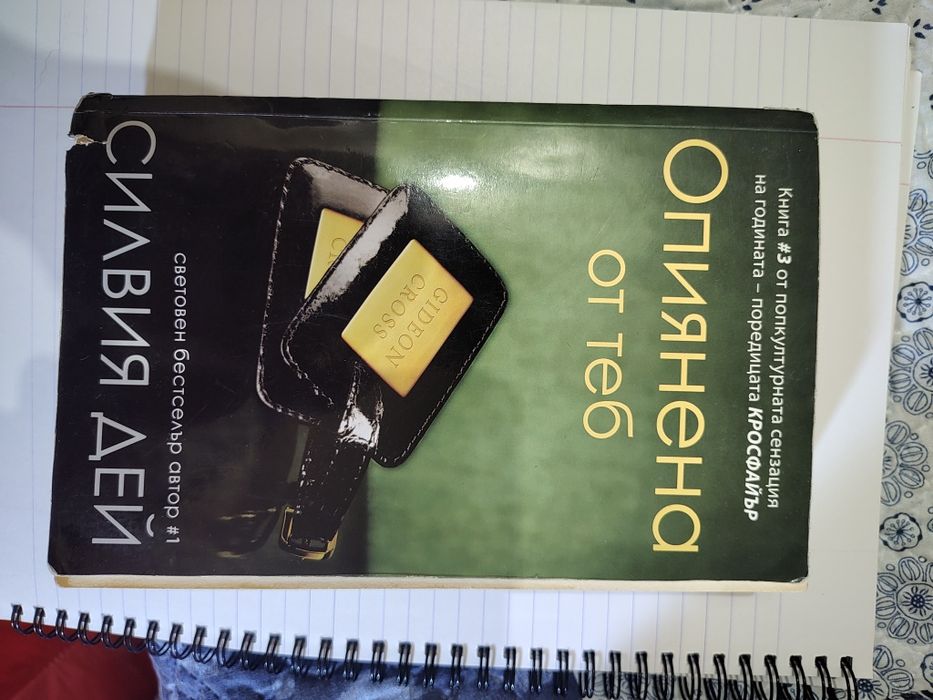 Книга #3 от попкултурната сензация
на годината – поредицата КРОСФАЙЪР
Опиянена
от теб
GIDEON
CROSS
CR
световен бестселър автор #1
СИЛВИЯ ДЕЙ